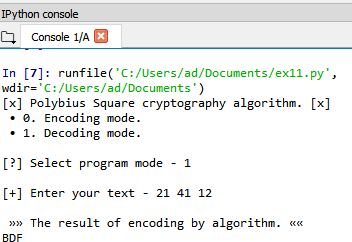 IPython console
Console 1/A
In [7]: runfile('C:/Users/ad/Documents/ex11.py',
wdir='C:/Users/ad/Documents')
[x] Polybius Square cryptography algorithm. [x]
• 0. Encoding mode.
• 1. Decoding mode.
[?] Select program mode - 1
[+] Enter your text - 21 41 12
»» The result of encoding by algorithm. ««
BDF